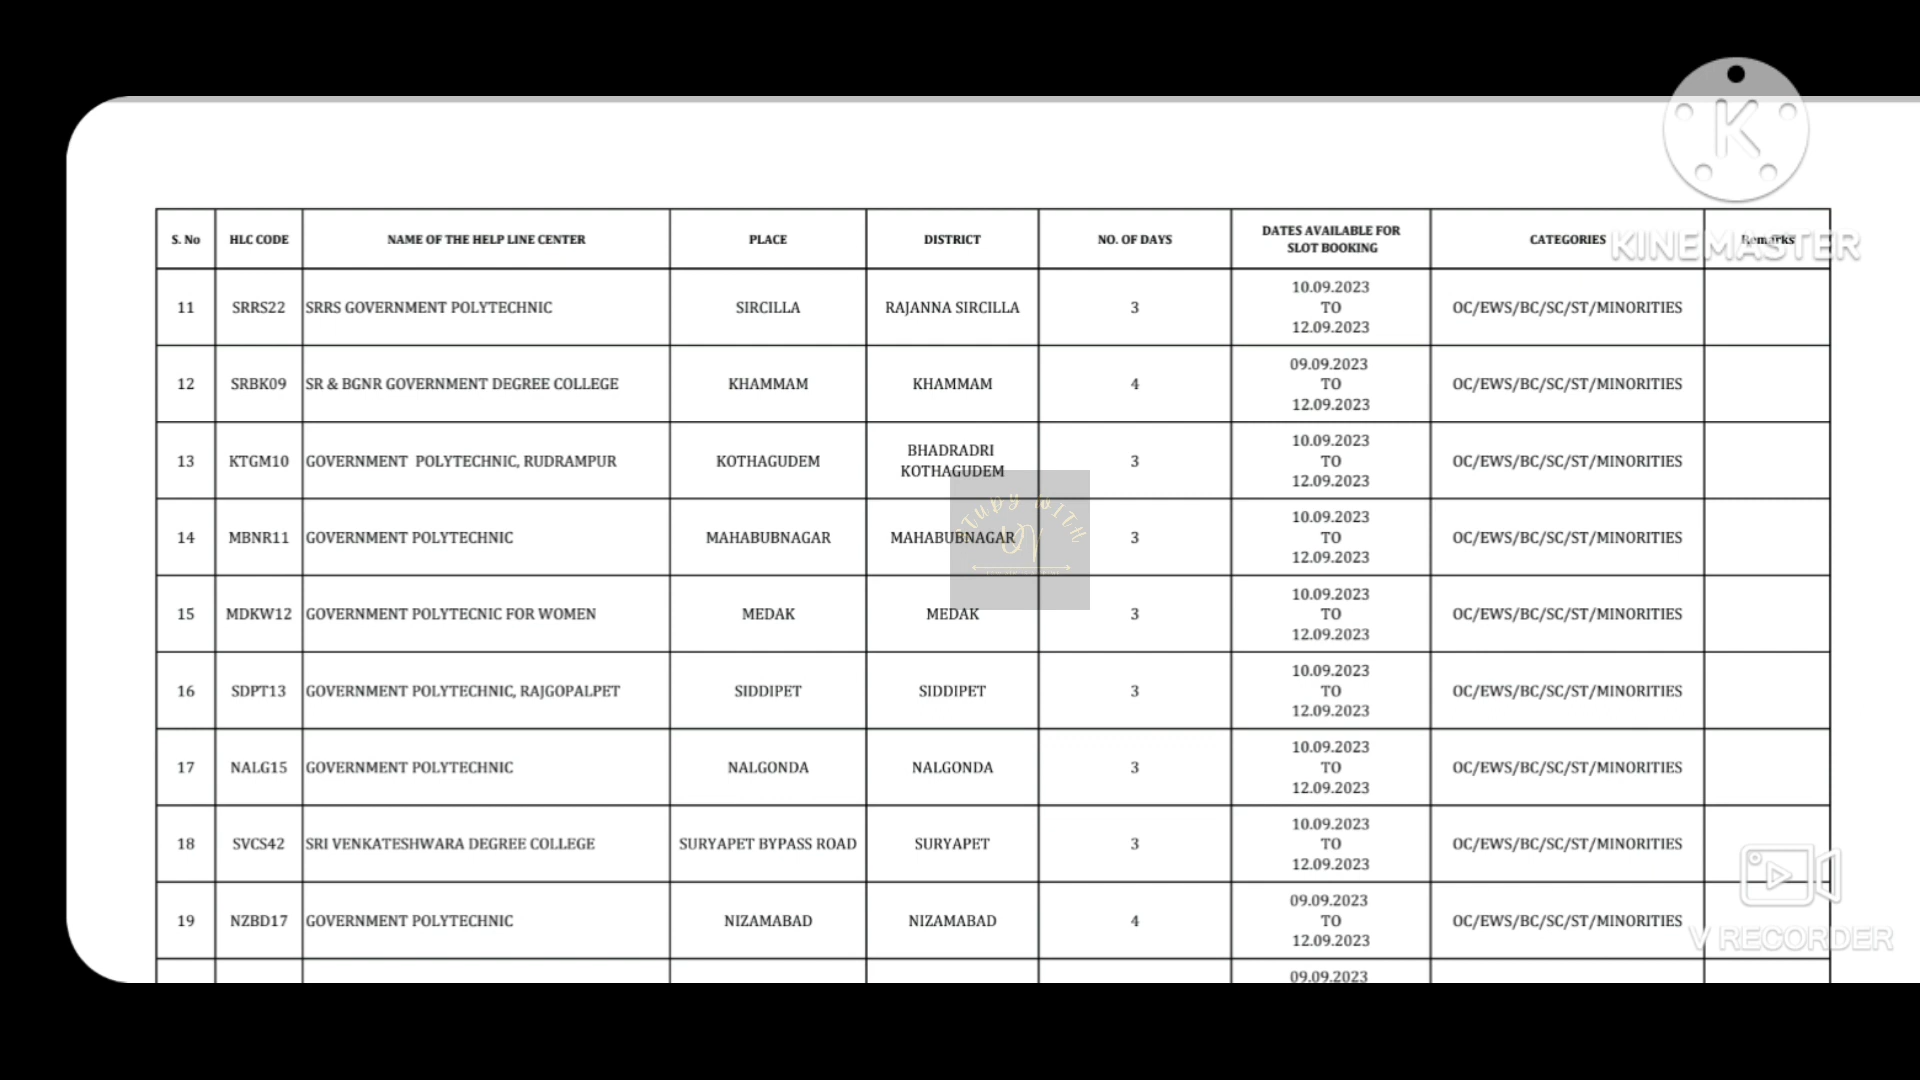 S. No HLC CODE NAME OF THE HELP LINE CENTER PLACE DISTRICT NO. OF DAYS DATES AVAILABLE FOR SLOT BOOKING CATEGORIES Remarks
KINEMASTER
11 SRRS22 SRRS GOVERNMENT POLYTECHNIC SIRCILLA RAJANNA SIRCILLA 3 10.09.2023 TO 12.09.2023 OC/EWS/BC/SC/ST/MINORITIES
12 SRBK09 SR & BGNR GOVERNMENT DEGREE COLLEGE KHAMMAM KHAMMAM 4 09.09.2023 TO 12.09.2023 OC/EWS/BC/SC/ST/MINORITIES
13 KTGM10 GOVERNMENT POLYTECHNIC, RUDRAMPUR KOTHAGUDEM BHADRADRI KOTHAGUDEM 3 10.09.2023 TO 12.09.2023 OC/EWS/BC/SC/ST/MINORITIES
STUDY WITH
14 MBNR11 GOVERNMENT POLYTECHNIC MAHABUBNAGAR MAHABUBNAGAR 3 10.09.2023 TO 12.09.2023 OC/EWS/BC/SC/ST/MINORITIES
15 MDKW12 GOVERNMENT POLYTECNIC FOR WOMEN MEDAK MEDAK 3 10.09.2023 TO 12.09.2023 OC/EWS/BC/SC/ST/MINORITIES
16 SDPT13 GOVERNMENT POLYTECHNIC, RAJGOPALPET SIDDIPET SIDDIPET 3 10.09.2023 TO 12.09.2023 OC/EWS/BC/SC/ST/MINORITIES
17 NALG15 GOVERNMENT POLYTECHNIC NALGONDA NALGONDA 3 10.09.2023 TO 12.09.2023 OC/EWS/BC/SC/ST/MINORITIES
18 SVCS42 SRI VENKATESHWARA DEGREE COLLEGE SURYAPET BYPASS ROAD SURYAPET 3 10.09.2023 TO 12.09.2023 OC/EWS/BC/SC/ST/MINORITIES
19 NZBD17 GOVERNMENT POLYTECHNIC NIZAMABAD NIZAMABAD 4 09.09.2023 TO 12.09.2023 OC/EWS/BC/SC/ST/MINORITIES
V RECORDER
09.09.2023